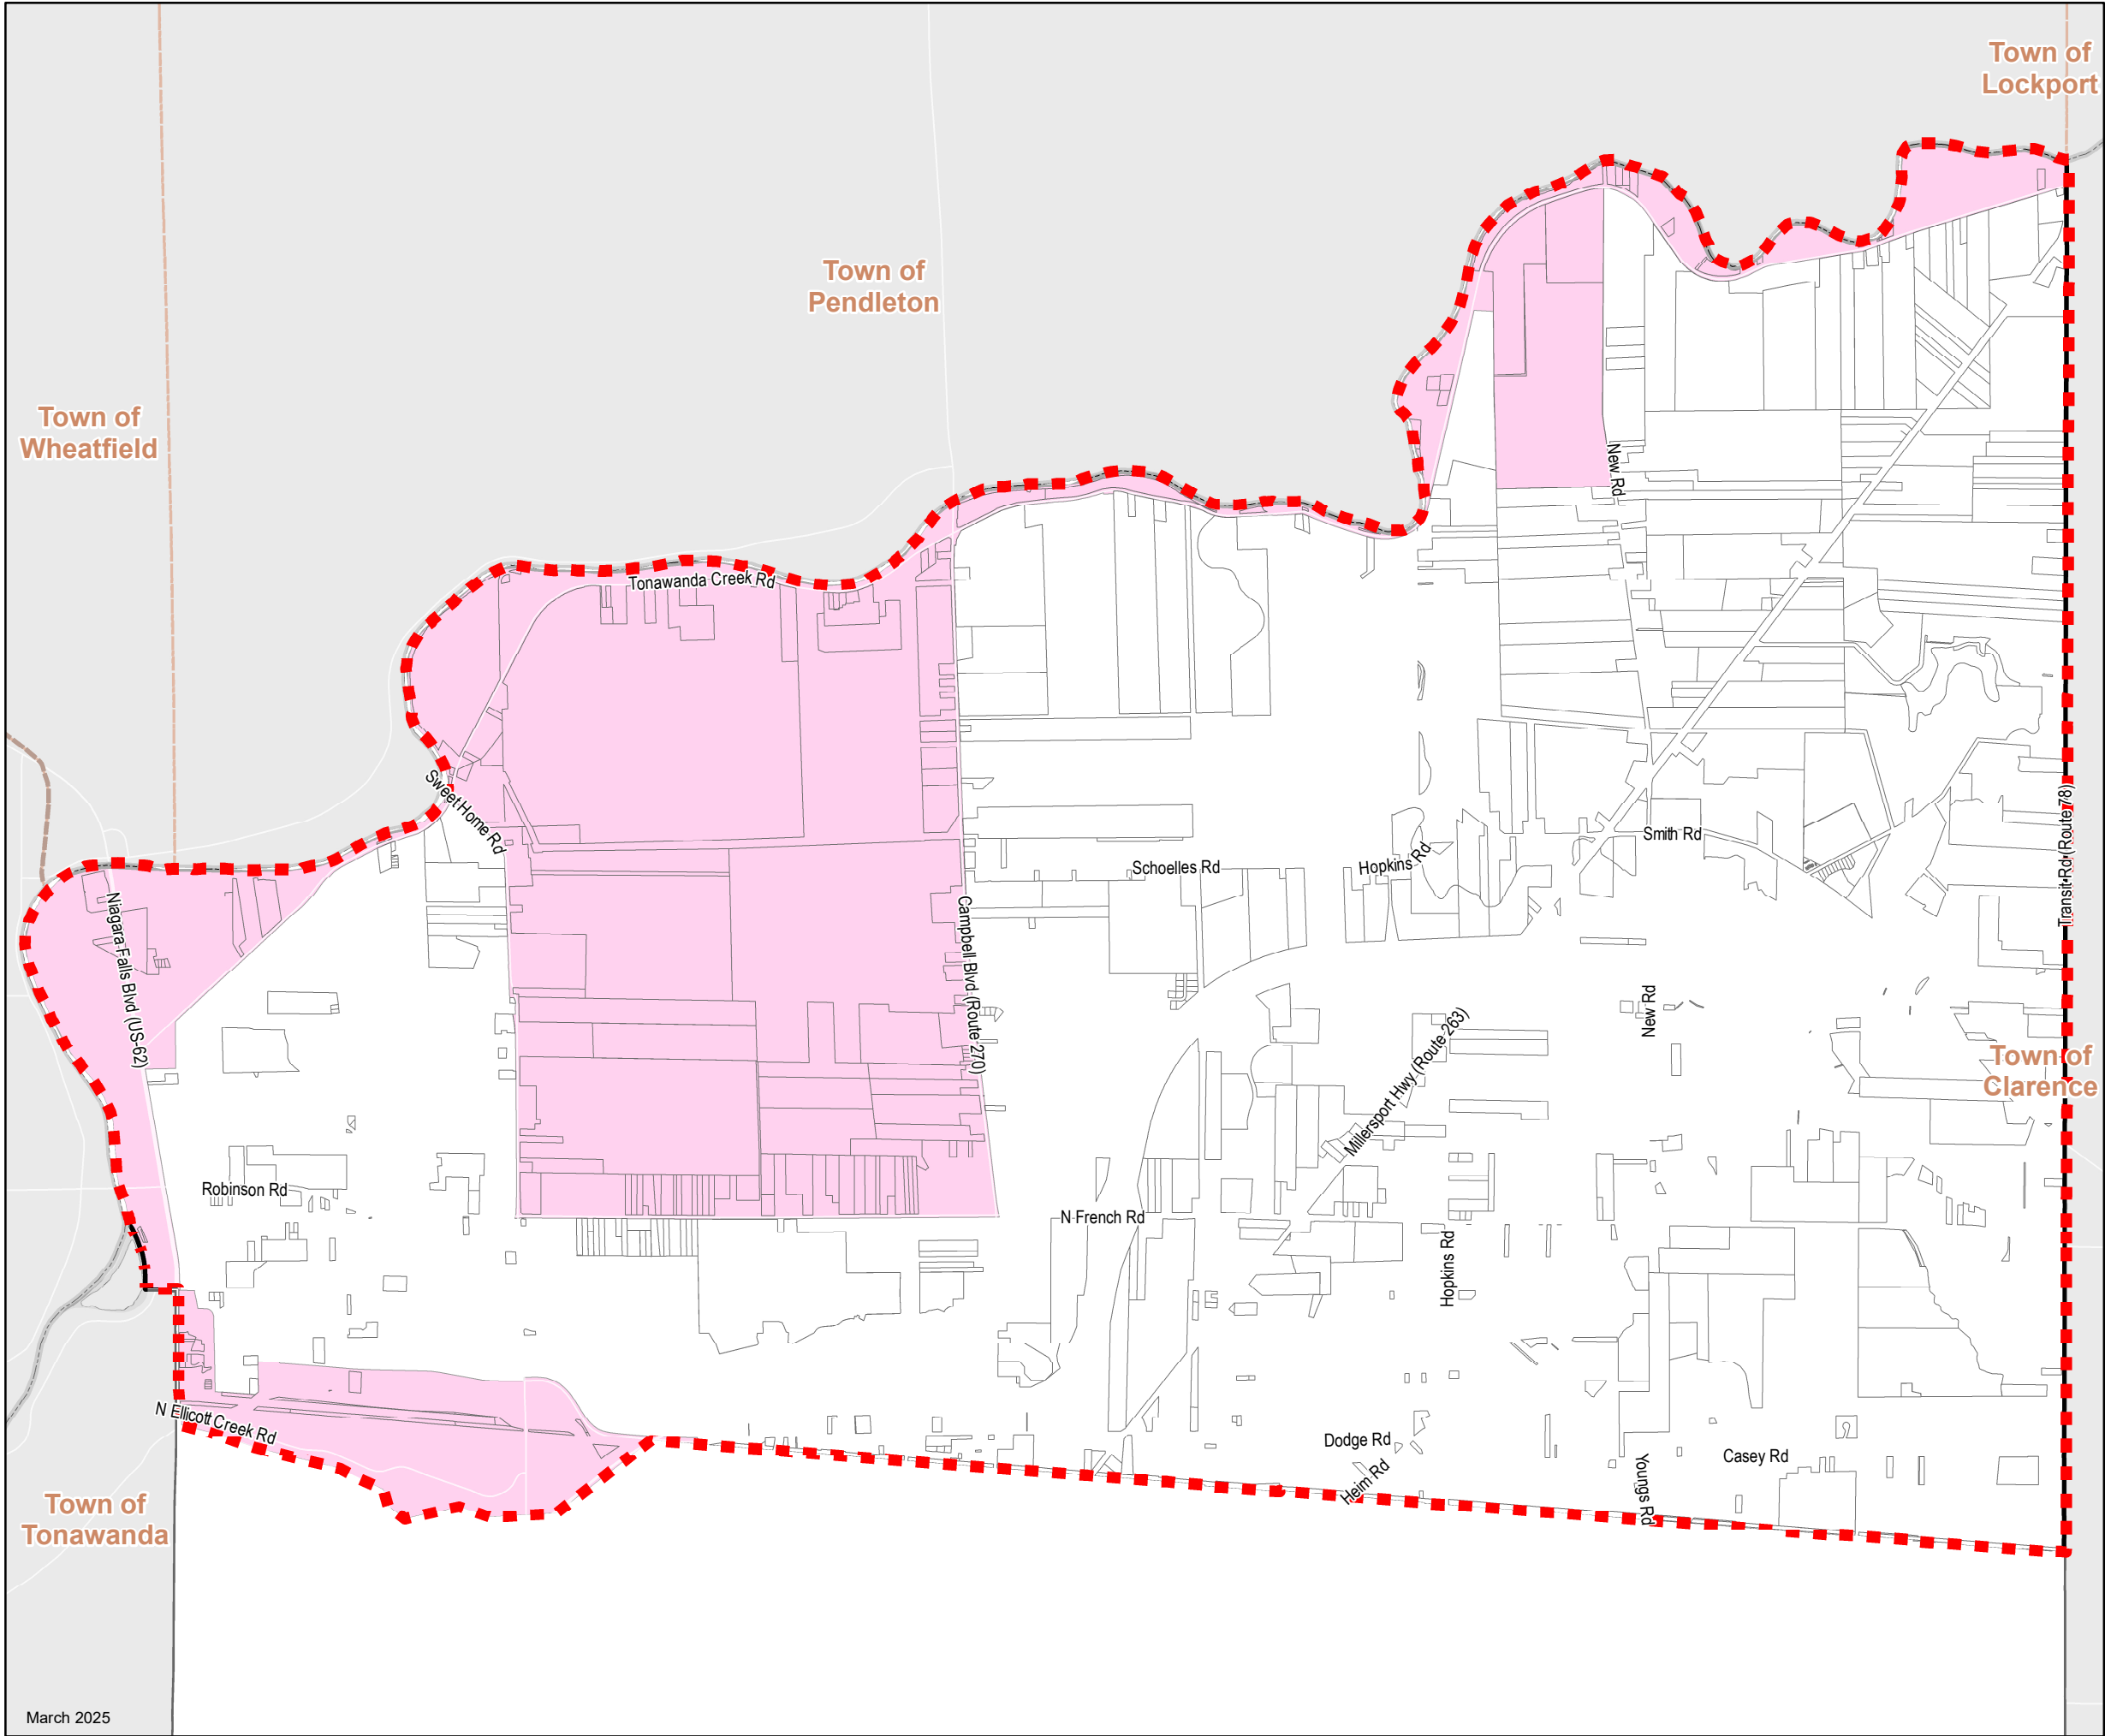 Town of
Lockport
Town of
Pendleton
Town of
Wheatfield
New Rd
Tonawanda Creek Rd
Sweet Home Rd
Smith Rd
Transit Rd (Route 78)
Schoelles Rd
Hopkins Rd
Niagara Falls Blvd (US-62)
Campbell Blvd (Route 270)
New Rd
Millersport Hwy (Route 263)
Town of
Clarence
Robinson Rd
N French Rd
Hopkins Rd
N Ellicott Creek Rd
Dodge Rd
Heim Rd
Youngs Rd
Casey Rd
Town of
Tonawanda
March 2025